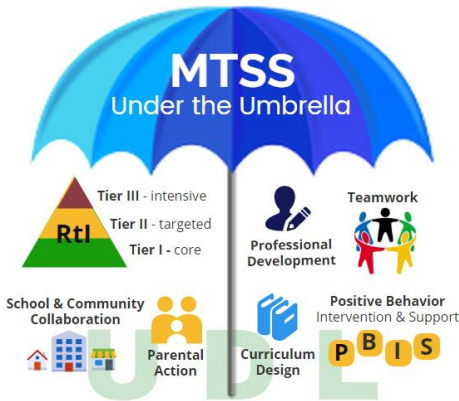 MTSS
Under the Umbrella
RtI
Tier III - intensive
Tier II - targeted
Tier I - core
Professional
Development
Teamwork
School & Community
Collaboration
Parental
Action
Curriculum
Design
Positive Behavior
Intervention & Support
PBIS
UDL